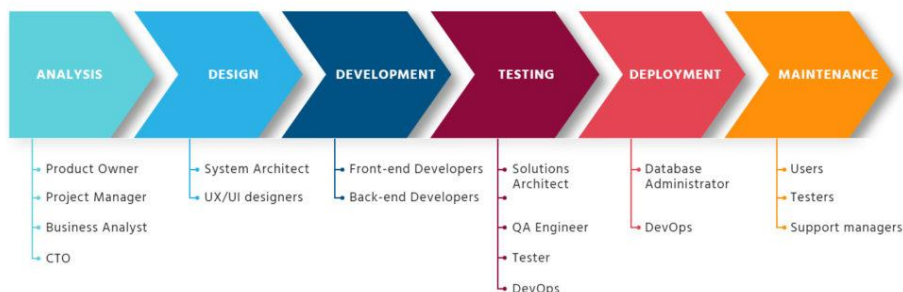 ANALYSIS
DESIGN
DEVELOPMENT
TESTING
DEPLOYMENT
MAINTENANCE
Product Owner
Project Manager
Business Analyst
CTO
System Architect
UX/UI designers
Front-end Developers
Back-end Developers
Solutions
Architect
QA Engineer
Tester
DevOps
Database
Administrator
DevOps
Users
Testers
Support managers